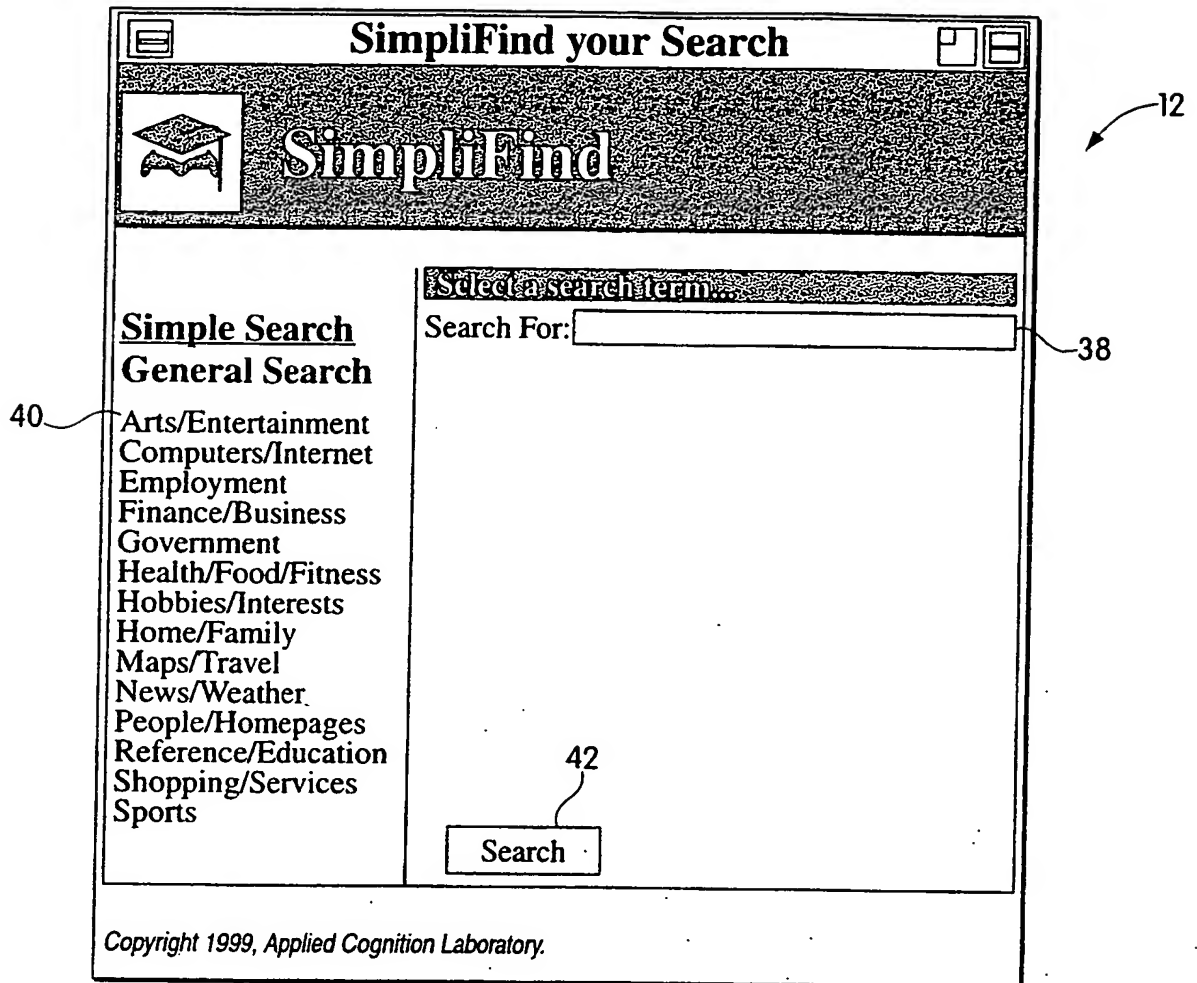 SimpliFind your Search
12
SimpliFind
Select a search term...
Simple Search
Search For:
38
General Search
40
Arts/Entertainment
Computers/Internet
Employment
Finance/Business
Government
Health/Food/Fitness
Hobbies/Interests
Home/Family
Maps/Travel
News/Weather
People/Homepages
Reference/Education
Shopping/Services
Sports
42
Search
Copyright 1999, Applied Cognition Laboratory.